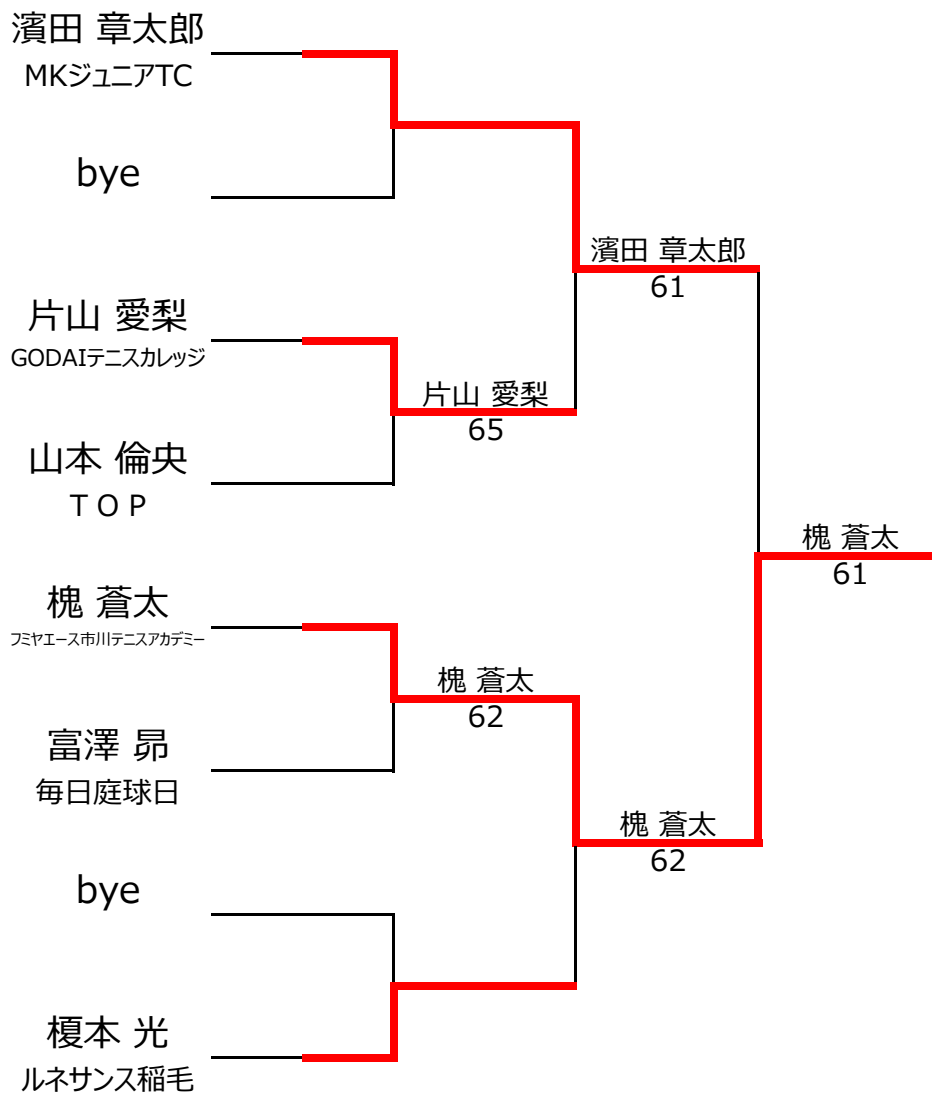 濱田 章太郎
MKジュニアTC
bye
濱田 章太郎
61
片山 愛梨
GODAIテニスカレッジ
片山 愛梨
65
山本 倫央
T O P
槐 蒼太
61
槐 蒼太
フミヤエース市川テニスアカデミー
槐 蒼太
62
富澤 昴
毎日庭球日
槐 蒼太
62
bye
榎本 光
ルネサンス稲毛